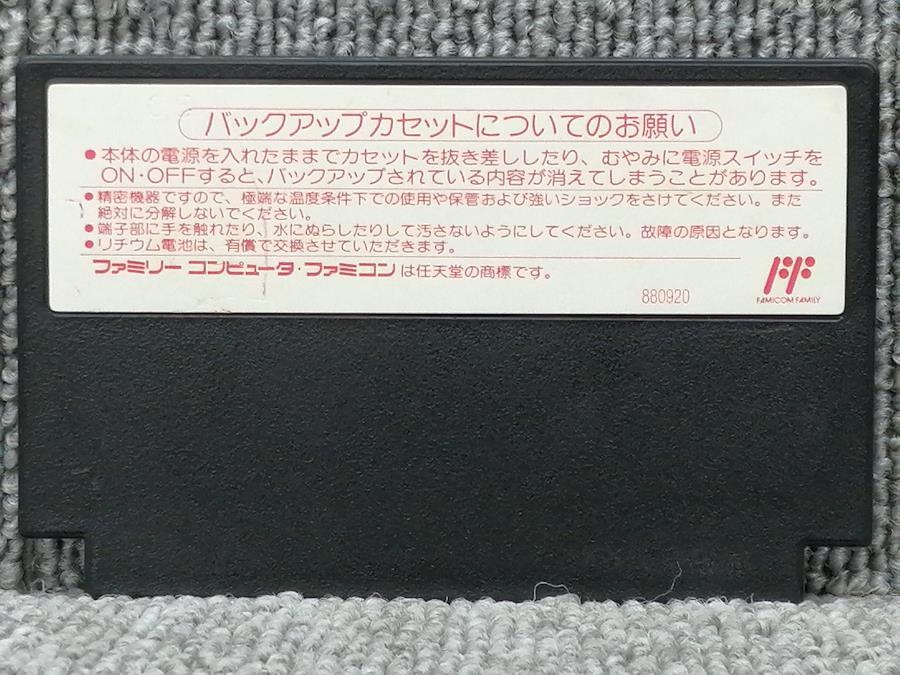 バックアップカセットについてのお願い
●本体の電源を入れたままでカセットを抜き差ししたり、むやみに電源スイッチを
ON・OFFすると、バックアップされている内容が消えてしまうことがあります。
●精密機器ですので、極端な温度条件下での使用や保管および強いショックをさけてください。また
絶対に分解しないでください。
●端子部に手を触れたり、水にぬらしたりして汚さないようにしてください。故障の原因となります。
●リチウム電池は、有償で交換させていただきます。
ファミリーコンピュータ・ファミコンは任天堂の商標です。
880920
FAMICOM FAMILY